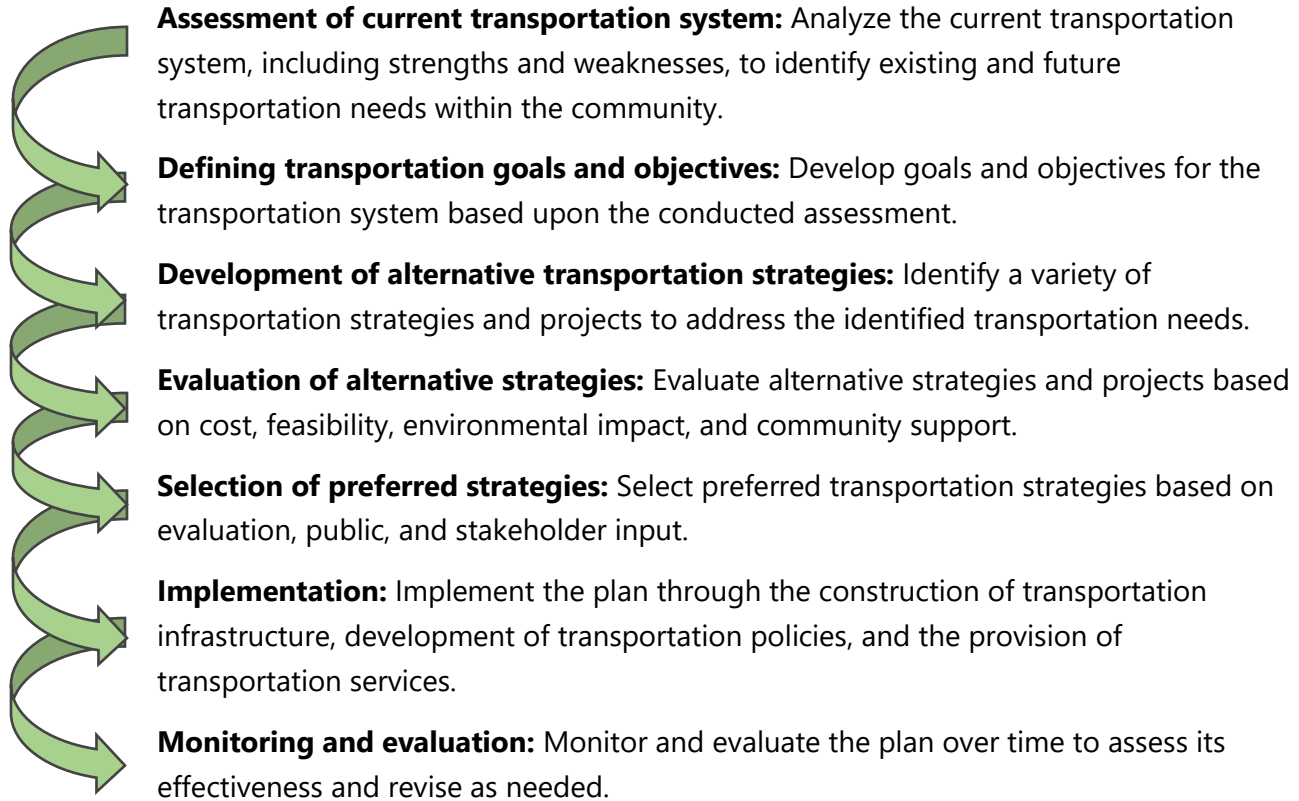 Assessment of current transportation system: Analyze the current transportation
system, including strengths and weaknesses, to identify existing and future
transportation needs within the community.
Defining transportation goals and objectives: Develop goals and objectives for the
transportation system based upon the conducted assessment.
Development of alternative transportation strategies: Identify a variety of
transportation strategies and projects to address the identified transportation needs.
Evaluation of alternative strategies: Evaluate alternative strategies and projects based
on cost, feasibility, environmental impact, and community support.
Selection of preferred strategies: Select preferred transportation strategies based on
evaluation, public, and stakeholder input.
Implementation: Implement the plan through the construction of transportation
infrastructure, development of transportation policies, and the provision of
transportation services.
Monitoring and evaluation: Monitor and evaluate the plan over time to assess its
effectiveness and revise as needed.